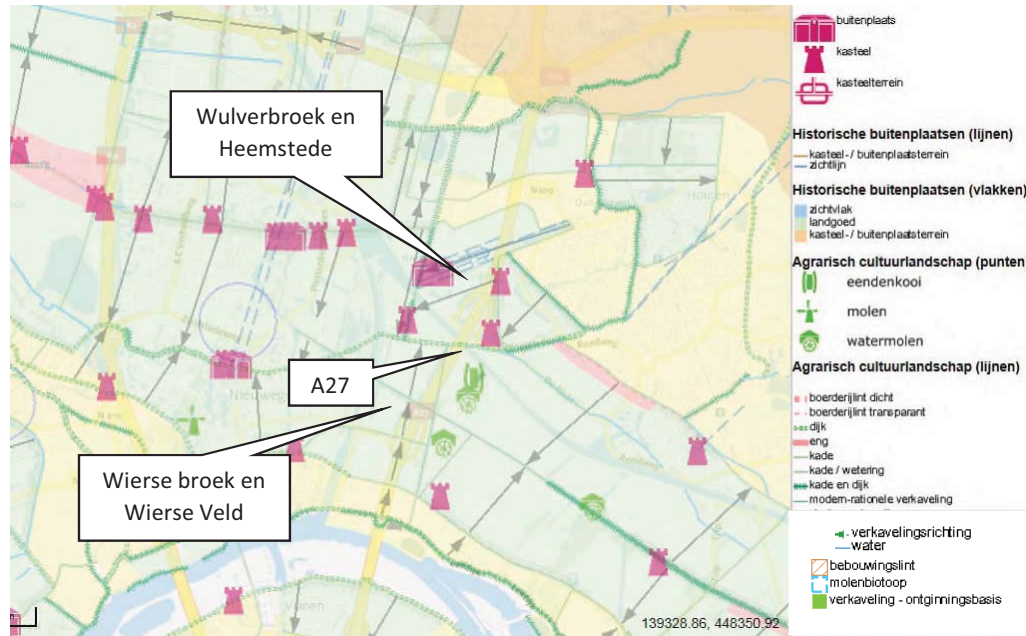 Wulverbroek en
Heemstede
A27
Wierse broek en
Wierse Veld
Houten
Nieuwege
Vianen
139328.86, 448350.92
buitenplaats
kasteel
kasteelterrein
Historische buitenplaatsen (lijnen)
kasteel-/ buitenplaatsterrein
zichtlijn
Historische buitenplaatsen (vlakken)
zichtvlak
landgoed
kasteel-/ buitenplaatsterrein
Agrarisch cultuurlandschap (punten
eendenkooi
molen
watermolen
Agrarisch cultuurlandschap (lijnen)
boerderijlint dicht
boerderijlint transparant
dijk
eng
kade
kade / wetering
kade en dijk
modern-rationele verkaveling
verkavelingsrichting
water
bebouwingslint
molenbiotoop
verkaveling - ontginningsbasis